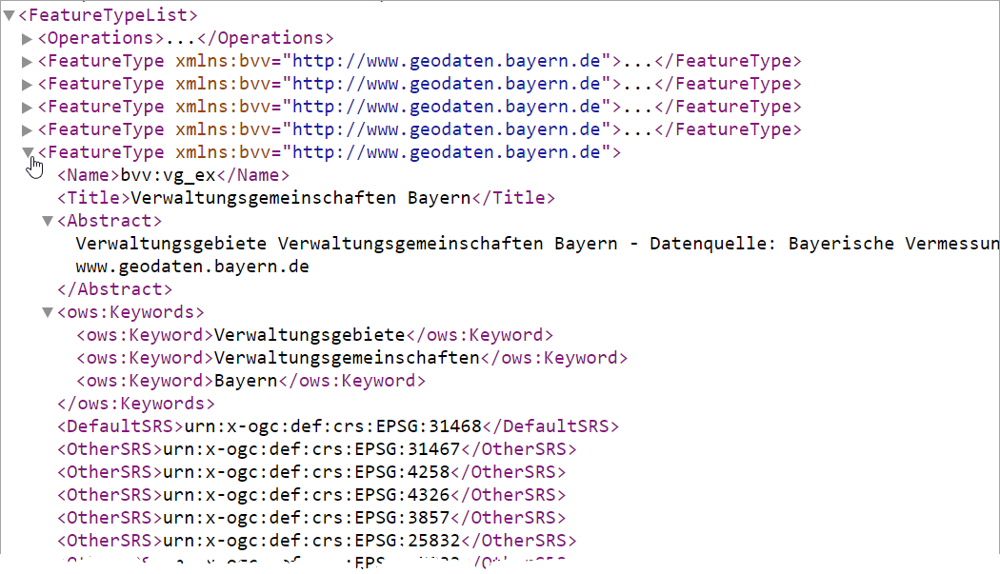 <FeatureTypeList>
<Operations>...</Operations>
<FeatureType xmlns:bvv="http://www.geodaten.bayern.de">...</FeatureType>
<FeatureType xmlns:bvv="http://www.geodaten.bayern.de">...</FeatureType>
<FeatureType xmlns:bvv="http://www.geodaten.bayern.de">...</FeatureType>
<FeatureType xmlns:bvv="http://www.geodaten.bayern.de">...</FeatureType>
<FeatureType xmlns:bvv="http://www.geodaten.bayern.de">
<Name>bvv:vg_ex</Name>
<Title>Verwaltungsgemeinschaften Bayern</Title>
<Abstract>
Verwaltungsgebiete Verwaltungsgemeinschaften Bayern - Datenquelle: Bayerische Vermessun
www.geodaten.bayern.de
</Abstract>
<ows:Keywords>
<ows:Keyword>Verwaltungsgebiete</ows:Keyword>
<ows:Keyword>Verwaltungsgemeinschaften</ows:Keyword>
<ows:Keyword>Bayern</ows:Keyword>
</ows:Keywords>
<DefaultSRS>urn:x-ogc:def:crs:EPSG:31468</DefaultSRS>
<OtherSRS>urn:x-ogc:def:crs:EPSG:31467</OtherSRS>
<OtherSRS>urn:x-ogc:def:crs:EPSG:4258</OtherSRS>
<OtherSRS>urn:x-ogc:def:crs:EPSG:4326</OtherSRS>
<OtherSRS>urn:x-ogc:def:crs:EPSG:3857</OtherSRS>
<OtherSRS>urn:x-ogc:def:crs:EPSG:25832</OtherSRS>